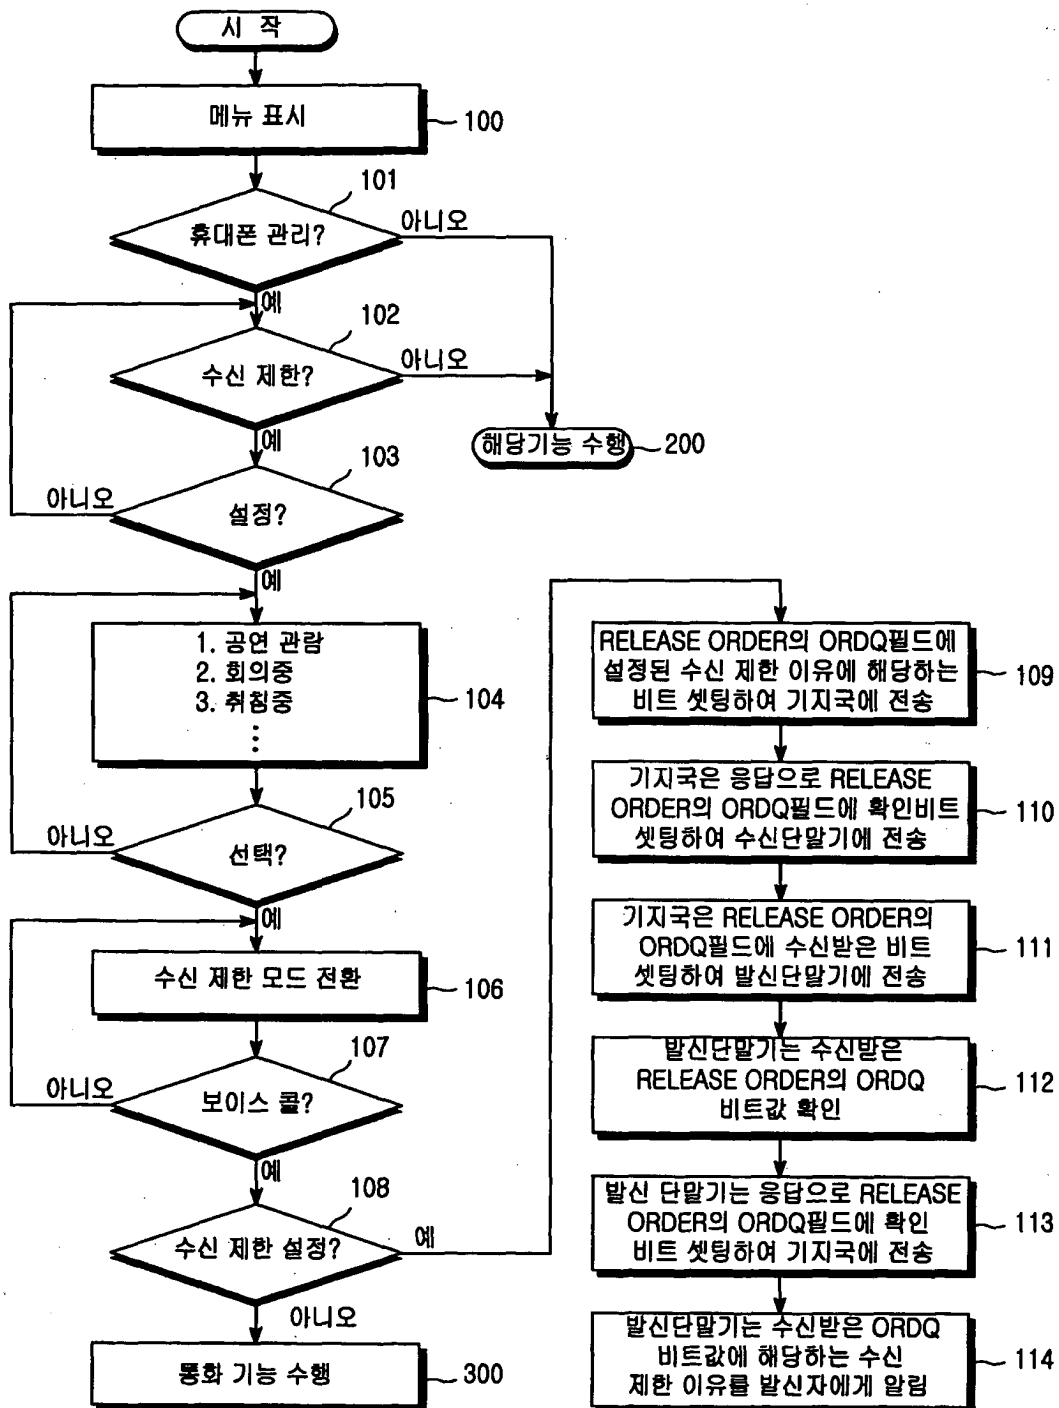 시 작
메뉴 표시
100
101
휴대폰 관리?
아니오
예
102
수신 제한?
아니오
해당기능 수행
200
예
103
설정?
아니오
예
1. 공연 관람
2. 회의중
3. 취침중
⋮
104
105
선택?
아니오
예
수신 제한 모드 전환
106
107
보이스 콜?
아니오
예
108
수신 제한 설정?
예
아니오
통화 기능 수행
300
RELEASE ORDER의 ORDQ필드에
설정된 수신 제한 이유에 해당하는
비트 셋팅하여 기지국에 전송
109
기지국은 응답으로 RELEASE
ORDER의 ORDQ필드에 확인비트
셋팅하여 수신단말기에 전송
110
기지국은 RELEASE ORDER의
ORDQ필드에 수신받은 비트
셋팅하여 발신단말기에 전송
111
발신단말기는 수신받은
RELEASE ORDER의 ORDQ
비트값 확인
112
발신 단말기는 응답으로 RELEASE
ORDER의 ORDQ필드에 확인
비트 셋팅하여 기지국에 전송
113
발신단말기는 수신받은 ORDQ
비트값에 해당하는 수신
제한 이유를 발신자에게 알림
114